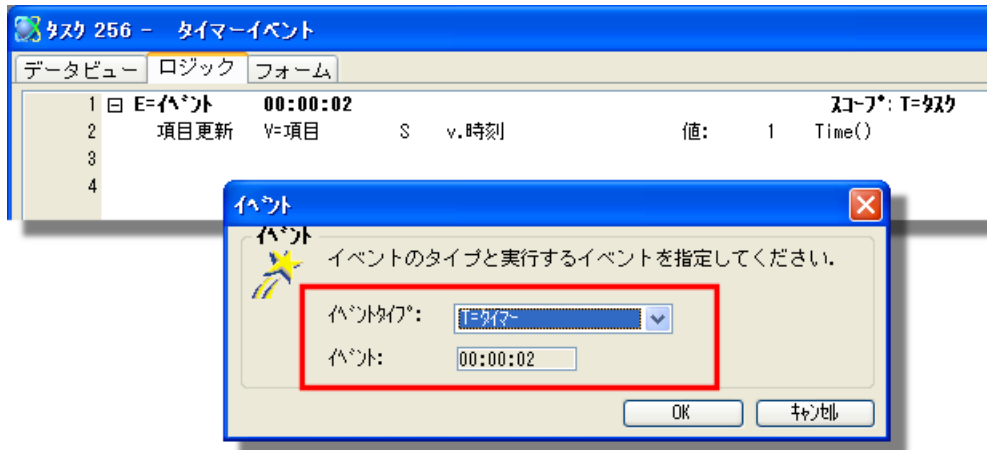 タスク 256 - タイマーイベント
データビュー ロジック フォーム
1 E=ｲﾍﾞﾝﾄ 00:00:02 ｽｺｰﾌﾟ: T=ﾀｽｸ
2 項目更新 V=項目 S v.時刻 値: 1 Time()
3
4
ｲﾍﾞﾝﾄ
ｲﾍﾞﾝﾄ
イベントのタイプと実行するイベントを指定してください.
ｲﾍﾞﾝﾄﾀｲﾌﾟ: T=ﾀｲﾏｰ
ｲﾍﾞﾝﾄ: 00:00:02
OK ｷｬﾝｾﾙ